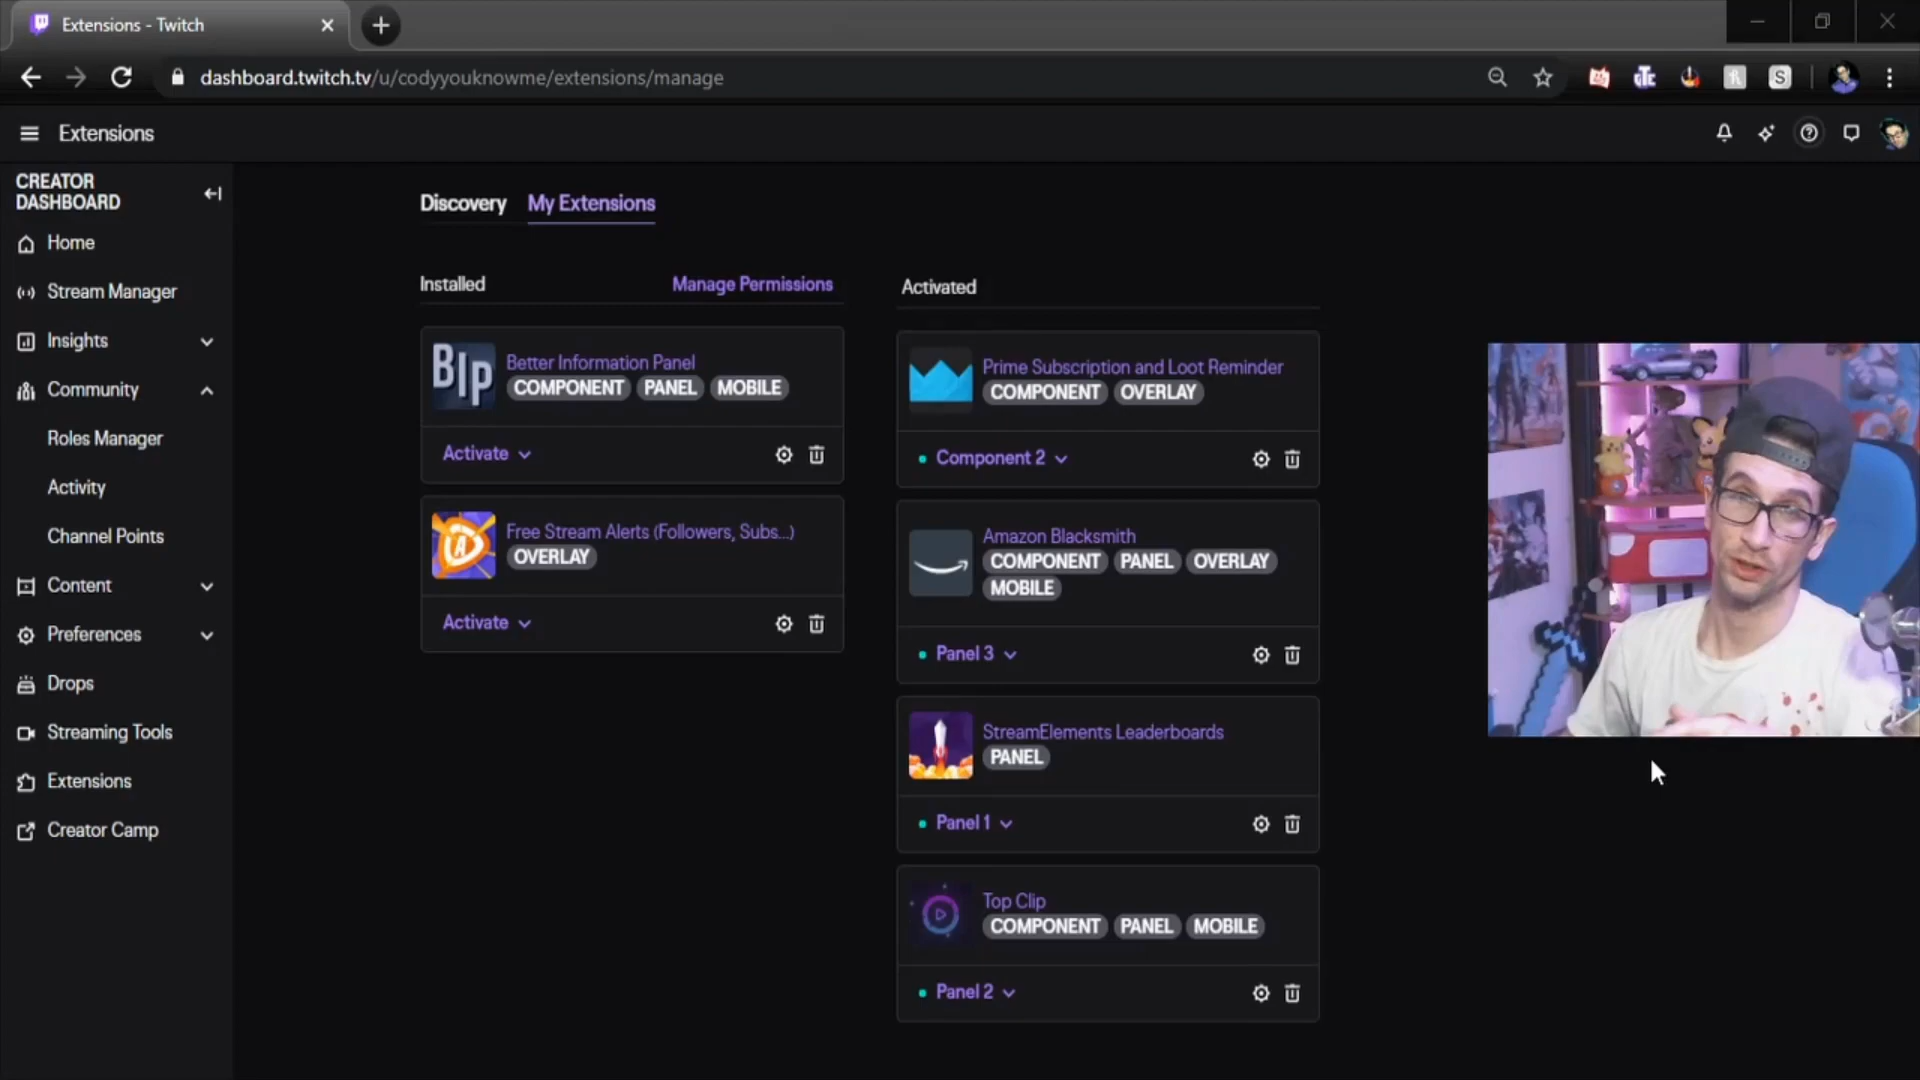 Extensions - Twitch
dashboard.twitch.tv/u/codyyouknowme/extensions/manage
Extensions
CREATOR
DASHBOARD
Home
Stream Manager
Insights
Community
Roles Manager
Activity
Channel Points
Content
Preferences
Drops
Streaming Tools
Extensions
Creator Camp
Discovery My Extensions
Installed Manage Permissions
BIp
Better Information Panel
COMPONENT PANEL MOBILE
Activate
Free Stream Alerts (Followers, Subs...)
OVERLAY
Activate
Activated
Prime Subscription and Loot Reminder
COMPONENT OVERLAY
Component 2
Amazon Blacksmith
COMPONENT PANEL OVERLAY
MOBILE
Panel 3
StreamElements Leaderboards
PANEL
Panel 1
Top Clip
COMPONENT PANEL MOBILE
Panel 2